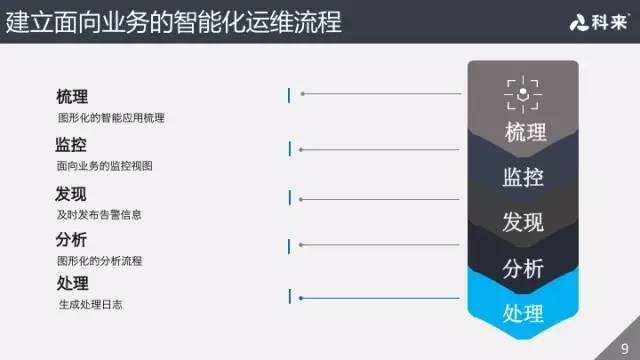 建立面向业务的智能化运维流程
科来
梳理
图形化的智能应用梳理
监控
面向业务的监控视图
发现
及时发布告警信息
分析
图形化的分析流程
处理
生成处理日志
梳理
监控
发现
分析
处理
9